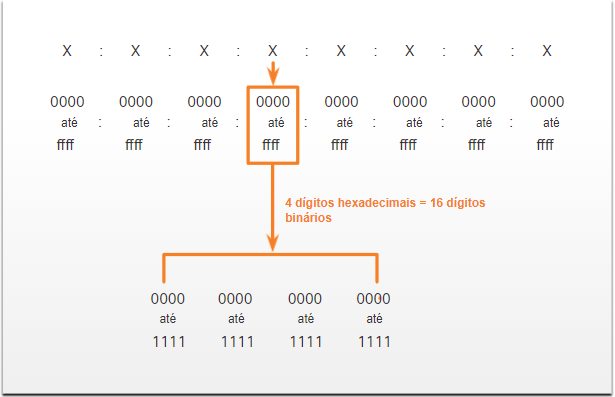 X : X : X : X : X : X : X : X
0000 0000 0000 0000 0000 0000 0000 0000
até : até : até : até : até : até : até : até
ffff ffff ffff ffff ffff ffff ffff ffff
4 dígitos hexadecimais = 16 dígitos
binários
0000 0000 0000 0000
até até até até
1111 1111 1111 1111